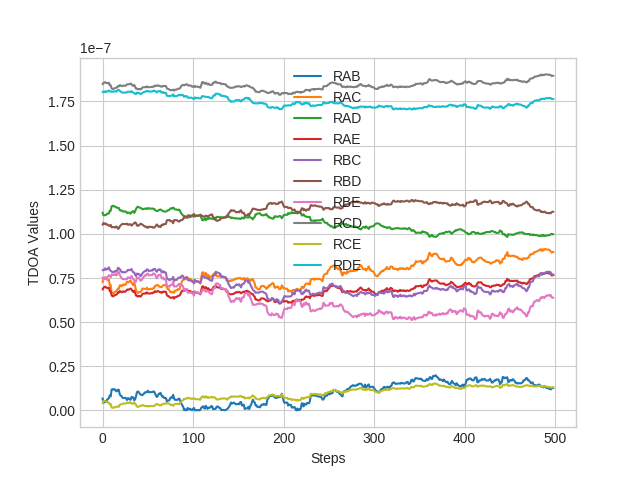 1e−7
1.75
1.50
1.25
1.00
0.75
0.50
0.25
0.00
TDOA Values
RAB
RAC
RAD
RAE
RBC
RBD
RBE
RCD
RCE
RDE
0 100 200 300 400 500
Steps